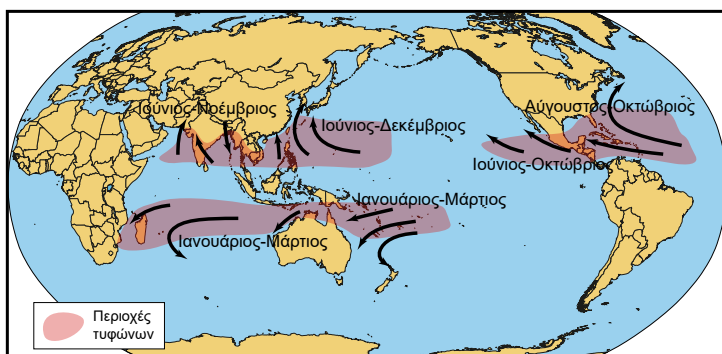 Ιούνιος-Νοέμβριος
Αύγουστος-Οκτώβριος
Ιούνιος-Δεκέμβριος
Ιούνιος-Οκτώβριος
Ιανουάριος-Μάρτιος
Ιανουάριος-Μάρτιος
Περιοχές
τυφώνων